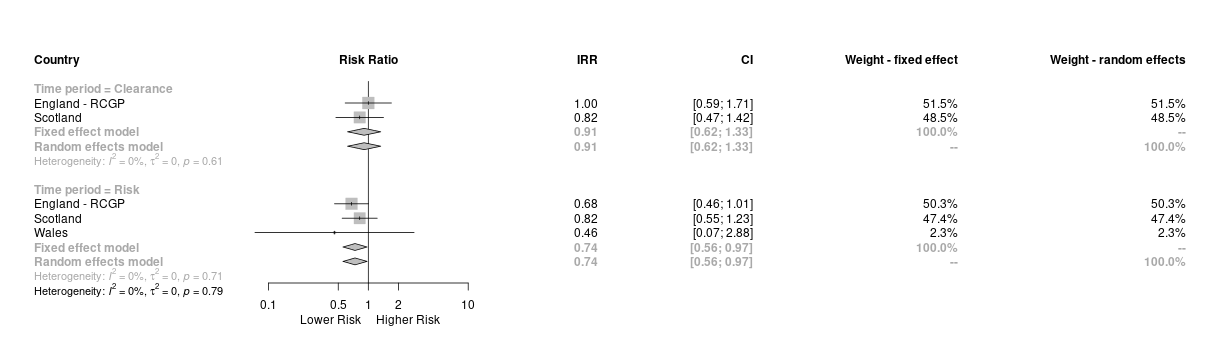 Country Risk Ratio IRR CI Weight - fixed effect Weight - random effects
Time period = Clearance
England - RCGP 1.00 [0.59; 1.71] 51.5% 51.5%
Scotland 0.82 [0.47; 1.42] 48.5% 48.5%
Fixed effect model 0.91 [0.62; 1.33] 100.0% --
Random effects model 0.91 [0.62; 1.33] -- 100.0%
Heterogeneity: I² = 0%, τ² = 0, p = 0.61
Time period = Risk
England - RCGP 0.68 [0.46; 1.01] 50.3% 50.3%
Scotland 0.82 [0.55; 1.23] 47.4% 47.4%
Wales 0.46 [0.07; 2.88] 2.3% 2.3%
Fixed effect model 0.74 [0.56; 0.97] 100.0% --
Random effects model 0.74 [0.56; 0.97] -- 100.0%
Heterogeneity: I² = 0%, τ² = 0, p = 0.71
Heterogeneity: I² = 0%, τ² = 0, p = 0.79
0.1 0.5 1 2 10
Lower Risk Higher Risk